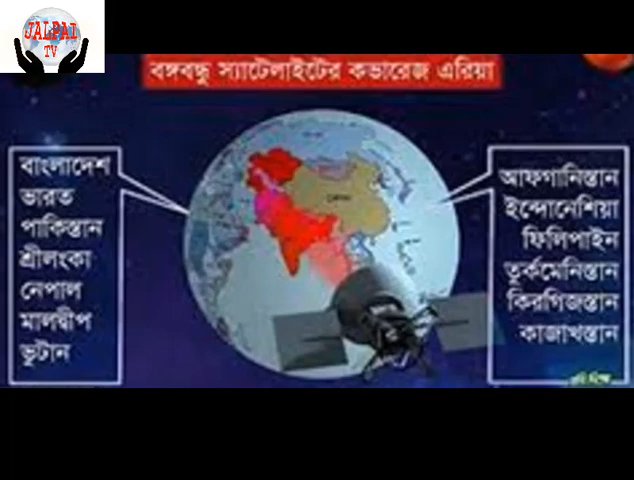 JALPAI
TV
বঙ্গবন্ধু স্যাটেলাইটের কভারেজ এরিয়া
বাংলাদেশ
ভারত
পাকিস্তান
শ্রীলংকা
নেপাল
মালদ্বীপ
ভুটান
আফগানিস্তান
ইন্দোনেশিয়া
ফিলিপাইন
তুর্কমেনিস্তান
কিরগিজস্তান
কাজাখস্তান